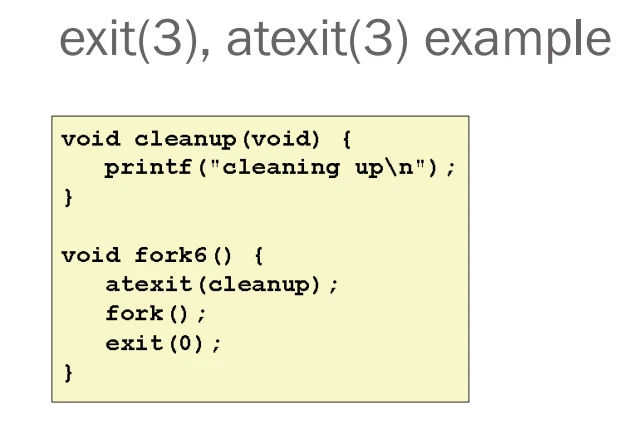 exit(3), atexit(3) example
void cleanup(void) {
   printf("cleaning up\n");
}
void fork6() {
   atexit(cleanup);
   fork();
   exit(0);
}